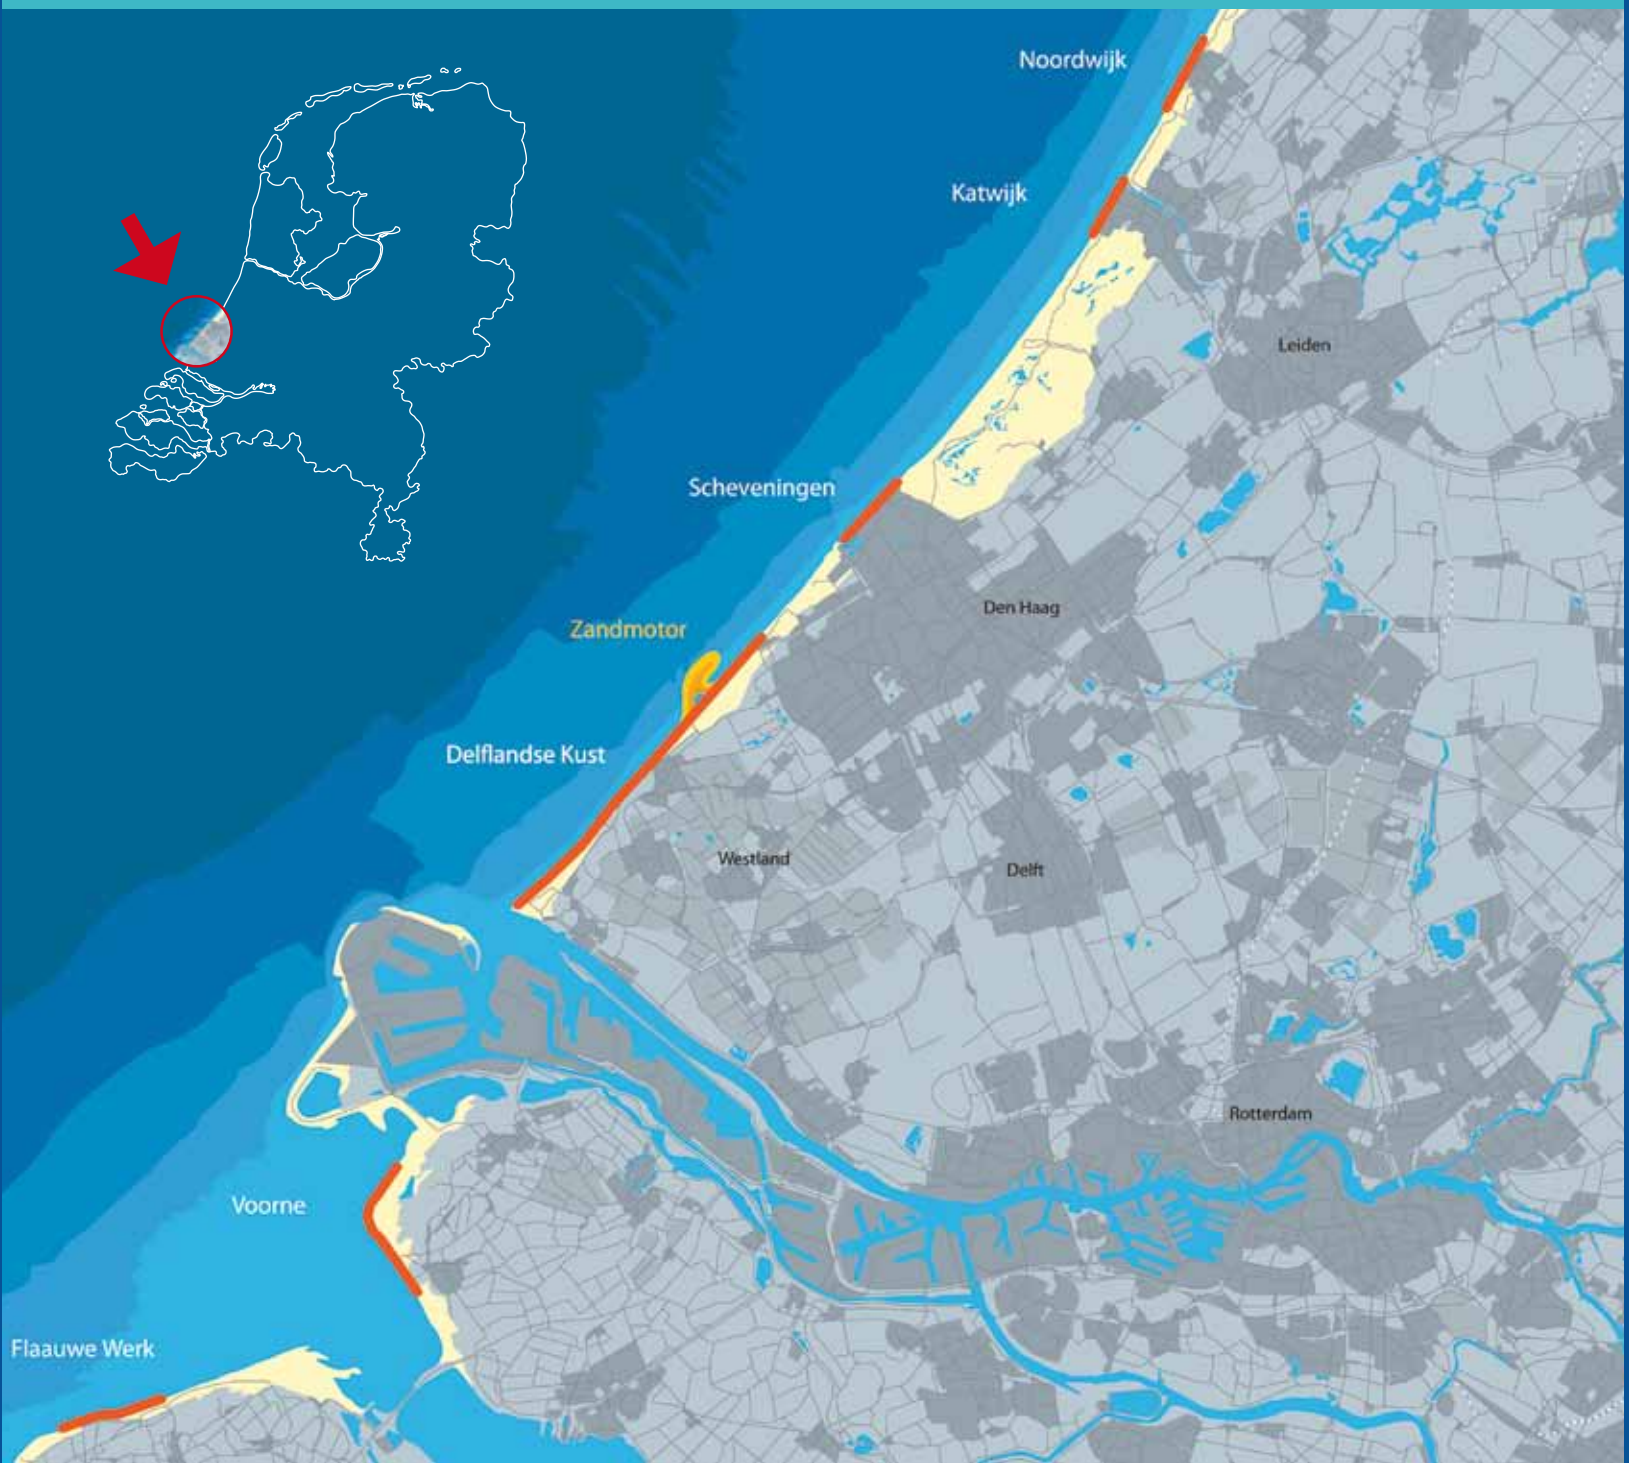 Noordwijk
Katwijk
Leiden
Scheveningen
Den Haag
Zandmotor
Delflandse Kust
Westland
Delft
Rotterdam
Voorne
Flaauwe Werk